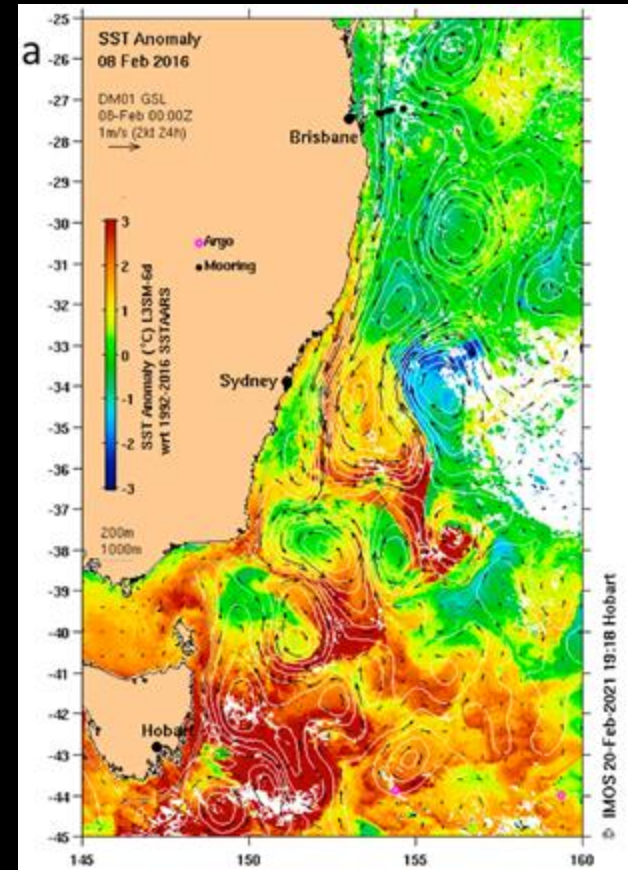 a
SST Anomaly
08 Feb 2016
DM01 GSL
08-Feb 00:00Z
1m/s (2kt 24h)
Brisbane
Argo
Mooring
Sydney
3
2
1
0
-1
-2
-3
SST Anomaly (°C) L3SM-6d
wrt 1992-2016 SSTAARS
200m
1000m
Hobart
-25
-26
-27
-28
-29
-30
-31
-32
-33
-34
-35
-36
-37
-38
-39
-40
-41
-42
-43
-44
-45
145
150
155
160
© IMOS 20-Feb-2021 19:18 Hobart